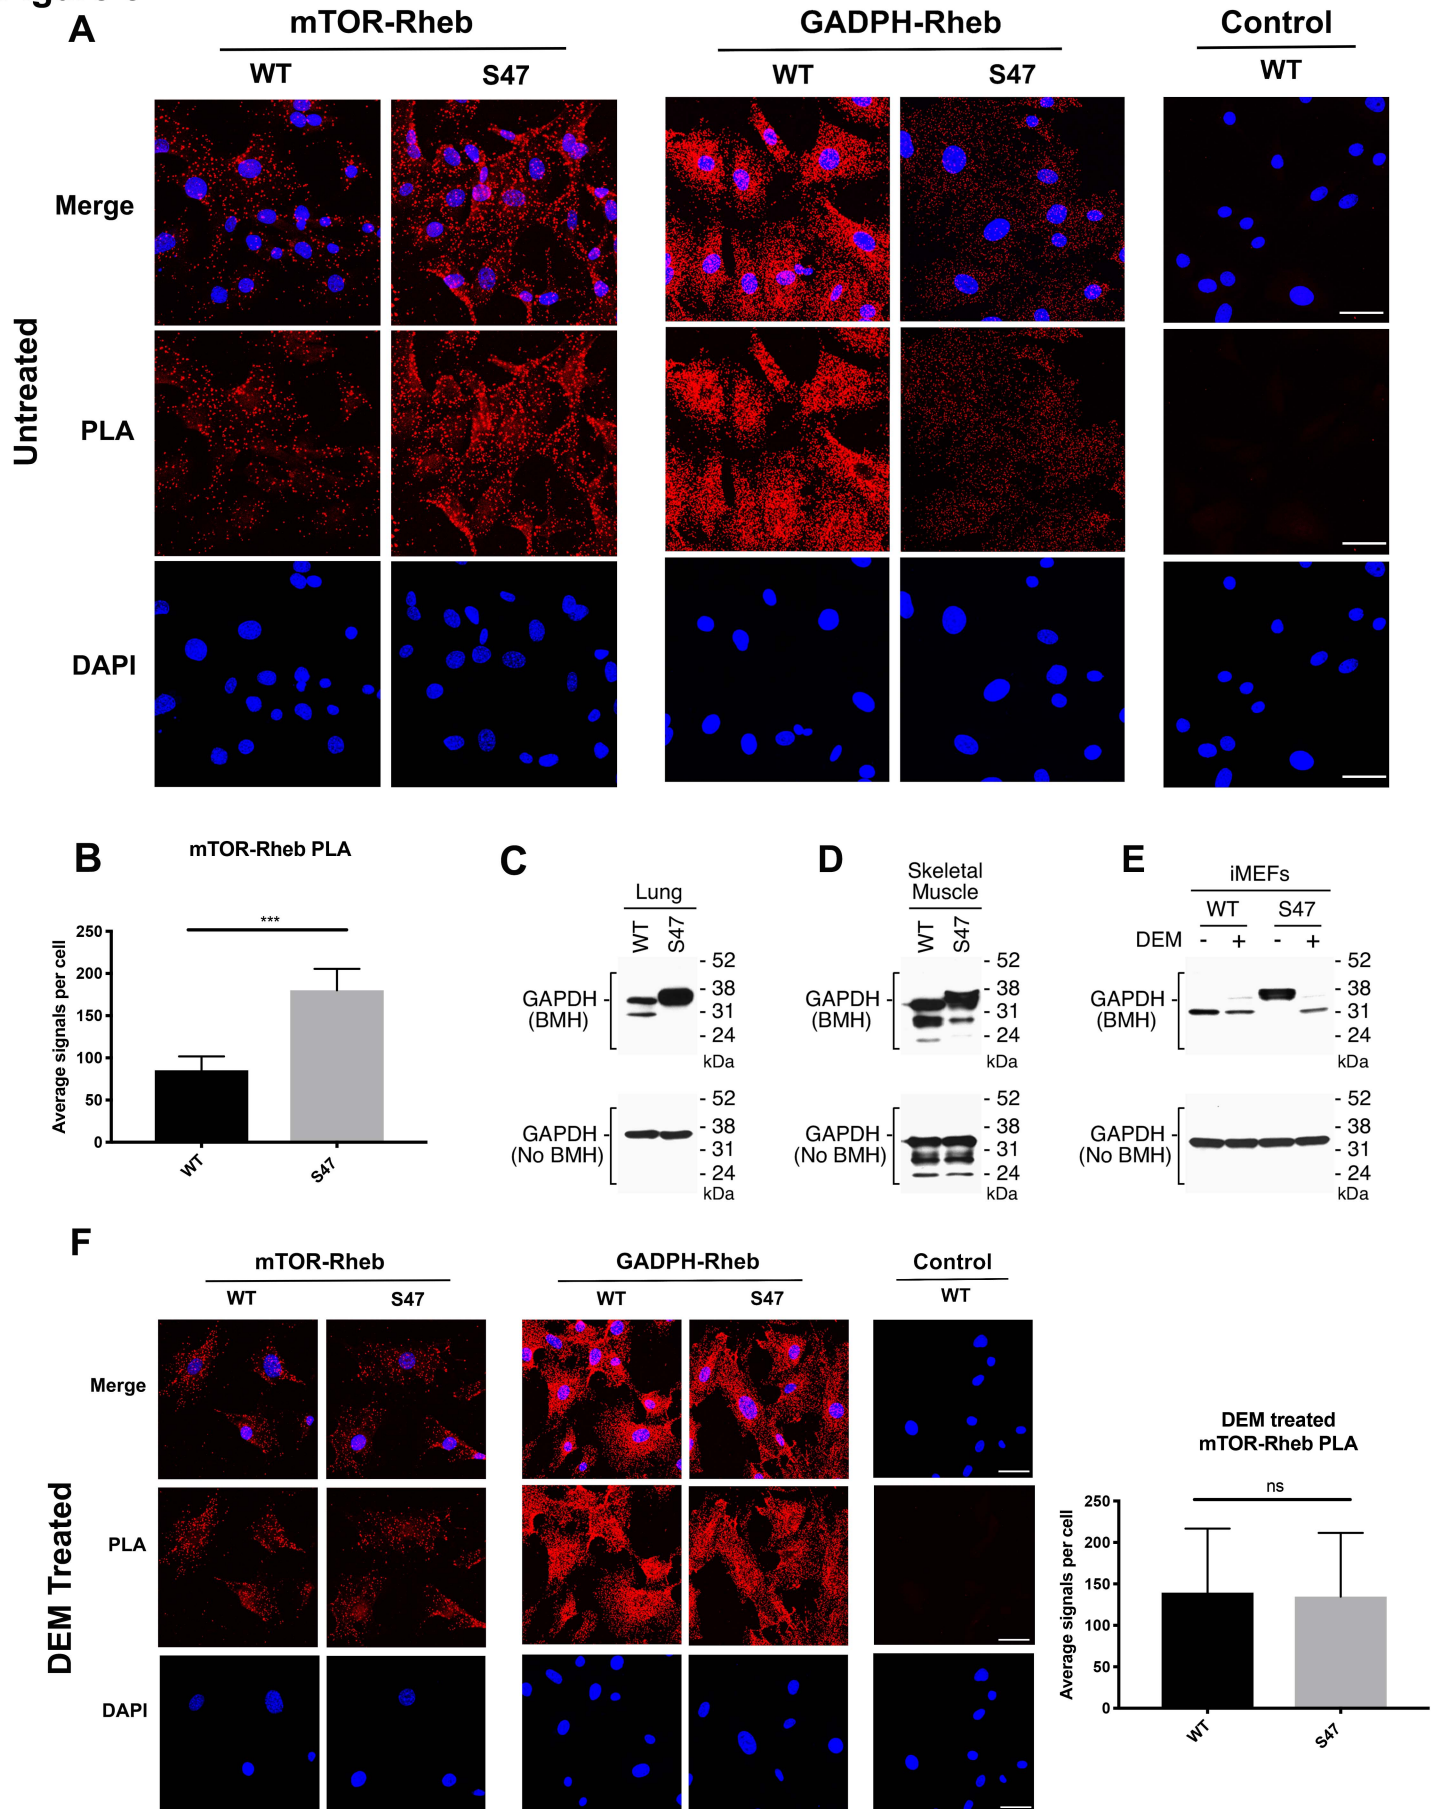 A
mTOR-Rheb
GADPH-Rheb
Control
WT
S47
WT
S47
WT
Untreated
Merge
PLA
DAPI
B
mTOR-Rheb PLA
***
Average signals per cell
250
200
150
100
50
0
WT
S47
C
Lung
WT
S47
GAPDH
(BMH)
- 52
- 38
- 31
- 24
kDa
GAPDH
(No BMH)
- 52
- 38
- 31
- 24
kDa
D
Skeletal
Muscle
WT
S47
GAPDH
(BMH)
- 52
- 38
- 31
- 24
kDa
GAPDH
(No BMH)
- 52
- 38
- 31
- 24
kDa
E
iMEFs
WT
S47
DEM - + - +
GAPDH
(BMH)
- 52
- 38
- 31
- 24
kDa
GAPDH
(No BMH)
- 52
- 38
- 31
- 24
kDa
F
mTOR-Rheb
GADPH-Rheb
Control
WT
S47
WT
S47
WT
DEM Treated
Merge
PLA
DAPI
DEM treated
mTOR-Rheb PLA
ns
Average signals per cell
250
200
150
100
50
0
WT
S47